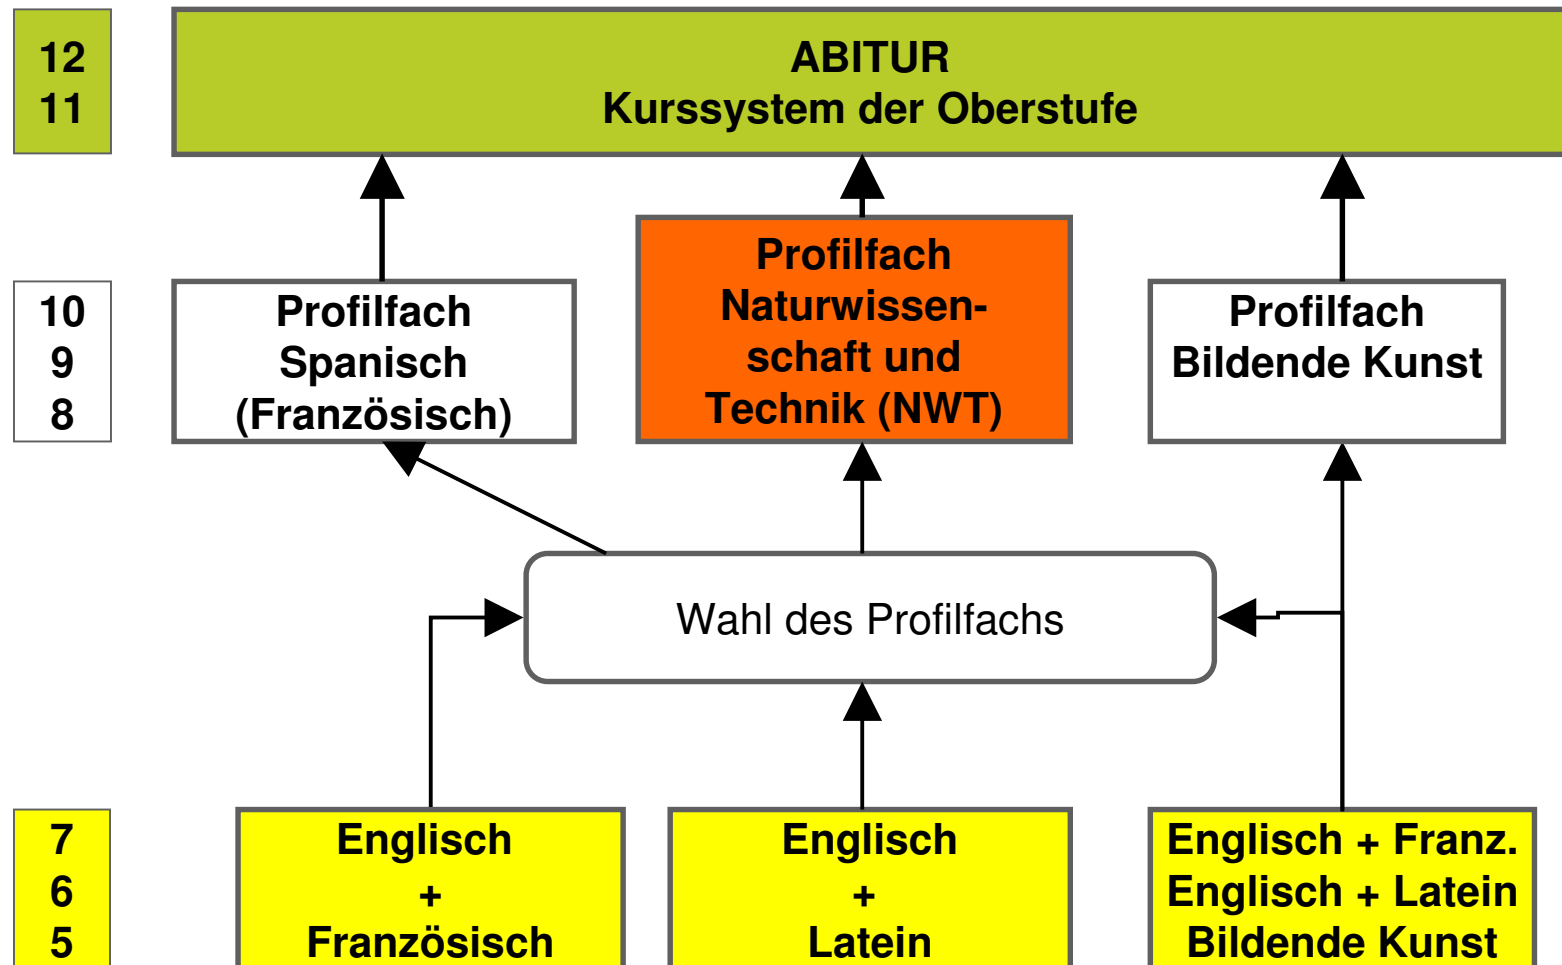 12
11
ABITUR
Kurssystem der Oberstufe
10
9
8
Profilfach
Spanisch
(Französisch)
Profilfach
Naturwissen-
schaft und
Technik (NWT)
Profilfach
Bildende Kunst
Wahl des Profilfachs
7
6
5
Englisch
+
Französisch
Englisch
+
Latein
Englisch + Franz.
Englisch + Latein
Bildende Kunst